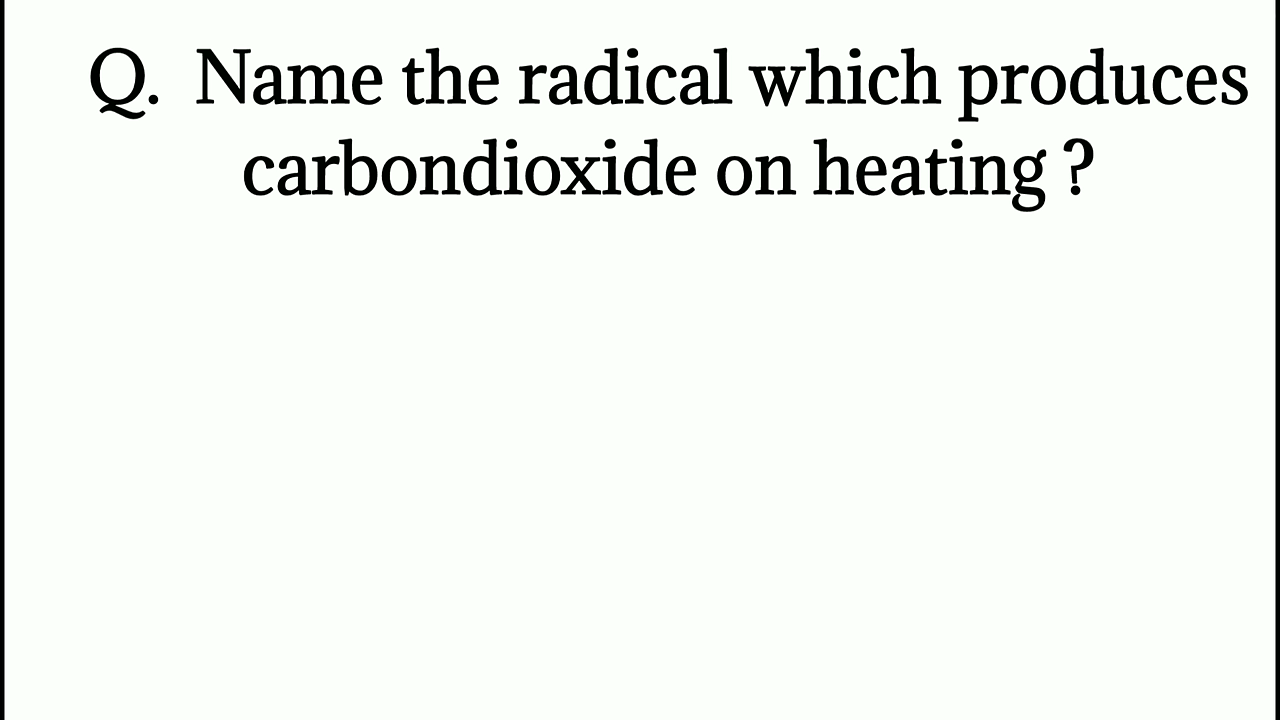 Q. Name the radical which produces
carbondioxide on heating ?